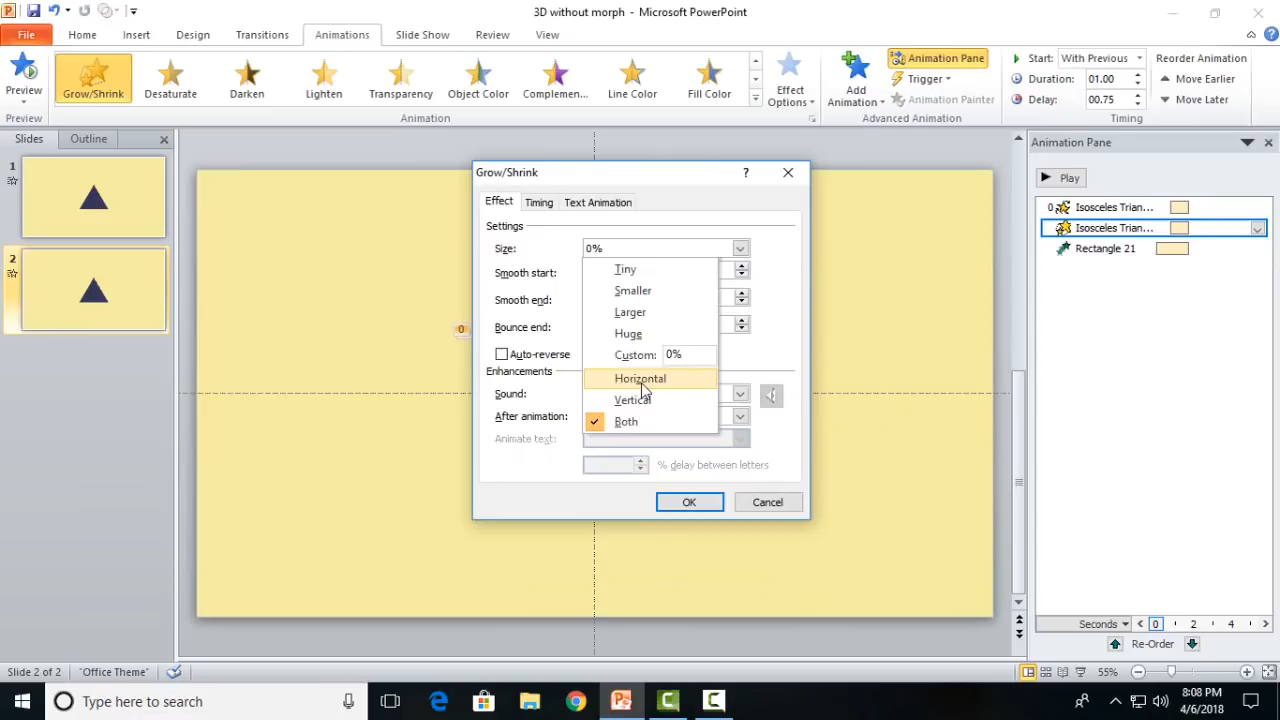 3D without morph - Microsoft PowerPoint
File Home Insert Design Transitions Animations Slide Show Review View
Preview
Grow/Shrink Desaturate Darken Lighten Transparency Object Color Complemen... Line Color Fill Color
Effect Options
Add Animation
Animation Pane
Trigger
Animation Painter
Start: With Previous
Duration: 01.00
Delay: 00.75
Reorder Animation
Move Earlier
Move Later
Preview Animation Advanced Animation Timing
Slides Outline
1
2
0
Grow/Shrink
Effect Timing Text Animation
Settings
Size: 0%
Smooth start:
Smooth end:
Bounce end:
Auto-reverse
Tiny
Smaller
Larger
Huge
Custom: 0%
Horizontal
Vertical
Both
Enhancements
Sound:
After animation:
Animate text:
% delay between letters
OK Cancel
Animation Pane
Play
0 Isosceles Trian...
Isosceles Trian...
Rectangle 21
Seconds 0 2 4
Re-Order
Slide 2 of 2 "Office Theme" 55%
Type here to search
8:08 PM
4/6/2018